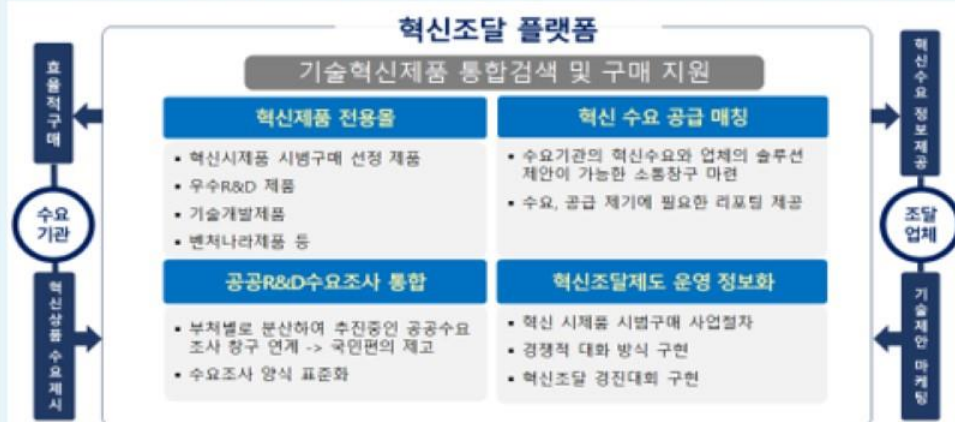 혁신조달 플랫폼
기술혁신제품 통합검색 및 구매 지원
효율적구매
수요
기관
혁신상품 수요제시
혁신제품 전용몰
▪ 혁신시제품 시범구매 선정 제품
▪ 우수R&D 제품
▪ 기술개발제품
▪ 벤처나라제품 등
혁신 수요 공급 매칭
▪ 수요기관의 혁신수요와 업체의 솔루션
제안이 가능한 소통창구 마련
▪ 수요, 공급 제기에 필요한 리포팅 제공
공공R&D수요조사 통합
▪ 부처별로 분산하여 추진중인 공공수요
조사 창구 연계 -> 국민편의 제고
▪ 수요조사 양식 표준화
혁신조달제도 운영 정보화
▪ 혁신 시제품 시범구매 사업절차
▪ 경쟁적 대화 방식 구현
▪ 혁신조달 경진대회 구현
혁신수요 정보제공
조달
업체
기술제안 마케팅